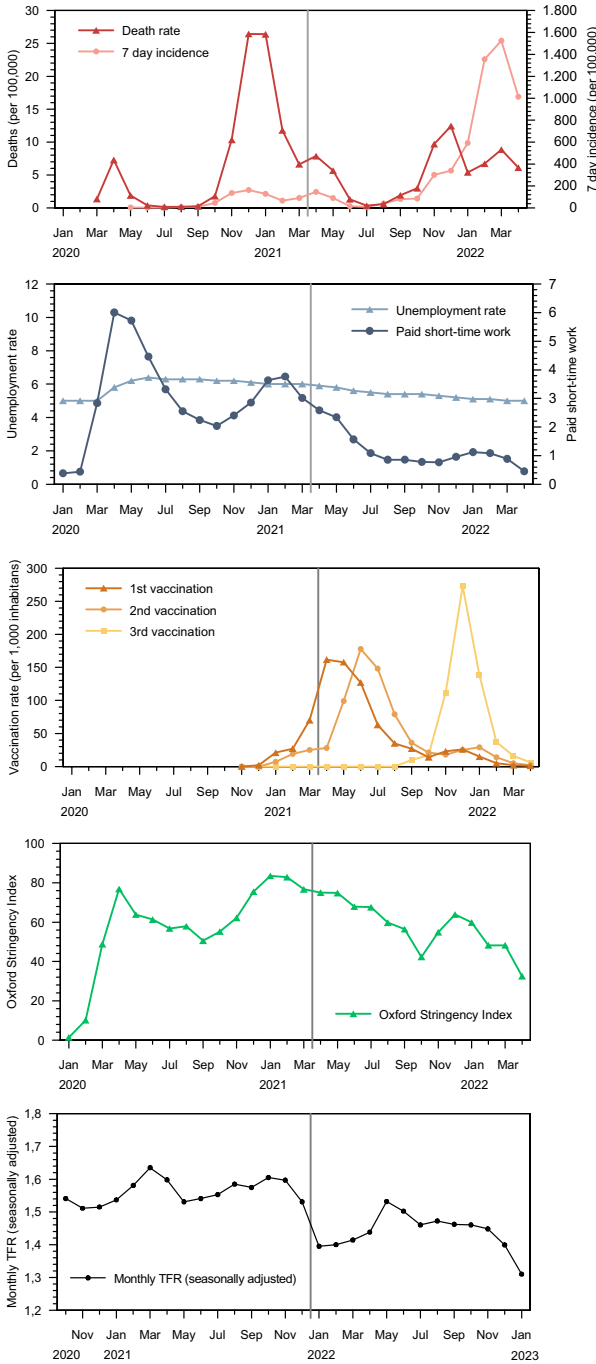 Deaths (per 100,000)
30
25
20
15
10
5
0
Death rate
7 day incidence
1.800
1.600
1.400
1.200
1.000
800
600
400
200
0
7 day incidence (per 100.000)
Jan Mar May Jul Sep Nov Jan Mar May Jul Sep Nov Jan Mar
2020 2021 2022
Unemployment rate
12
10
8
6
4
2
0
Unemployment rate
Paid short-time work
7
6
5
4
3
2
1
0
Paid short-time work
Jan Mar May Jul Sep Nov Jan Mar May Jul Sep Nov Jan Mar
2020 2021 2022
Vaccination rate (per 1,000 inhabitans)
300
250
200
150
100
50
0
1st vaccination
2nd vaccination
3rd vaccination
Jan Mar May Jul Sep Nov Jan Mar May Jul Sep Nov Jan Mar
2020 2021 2022
Oxford Stringency Index
100
80
60
40
20
0
Oxford Stringency Index
Jan Mar May Jul Sep Nov Jan Mar May Jul Sep Nov Jan Mar
2020 2021 2022
Monthly TFR (seasonally adjusted)
1,8
1,7
1,6
1,5
1,4
1,3
1,2
Monthly TFR (seasonally adjusted)
Nov Jan Mar May Jul Sep Nov Jan Mar May Jul Sep Nov Jan
2020 2021 2022 2023